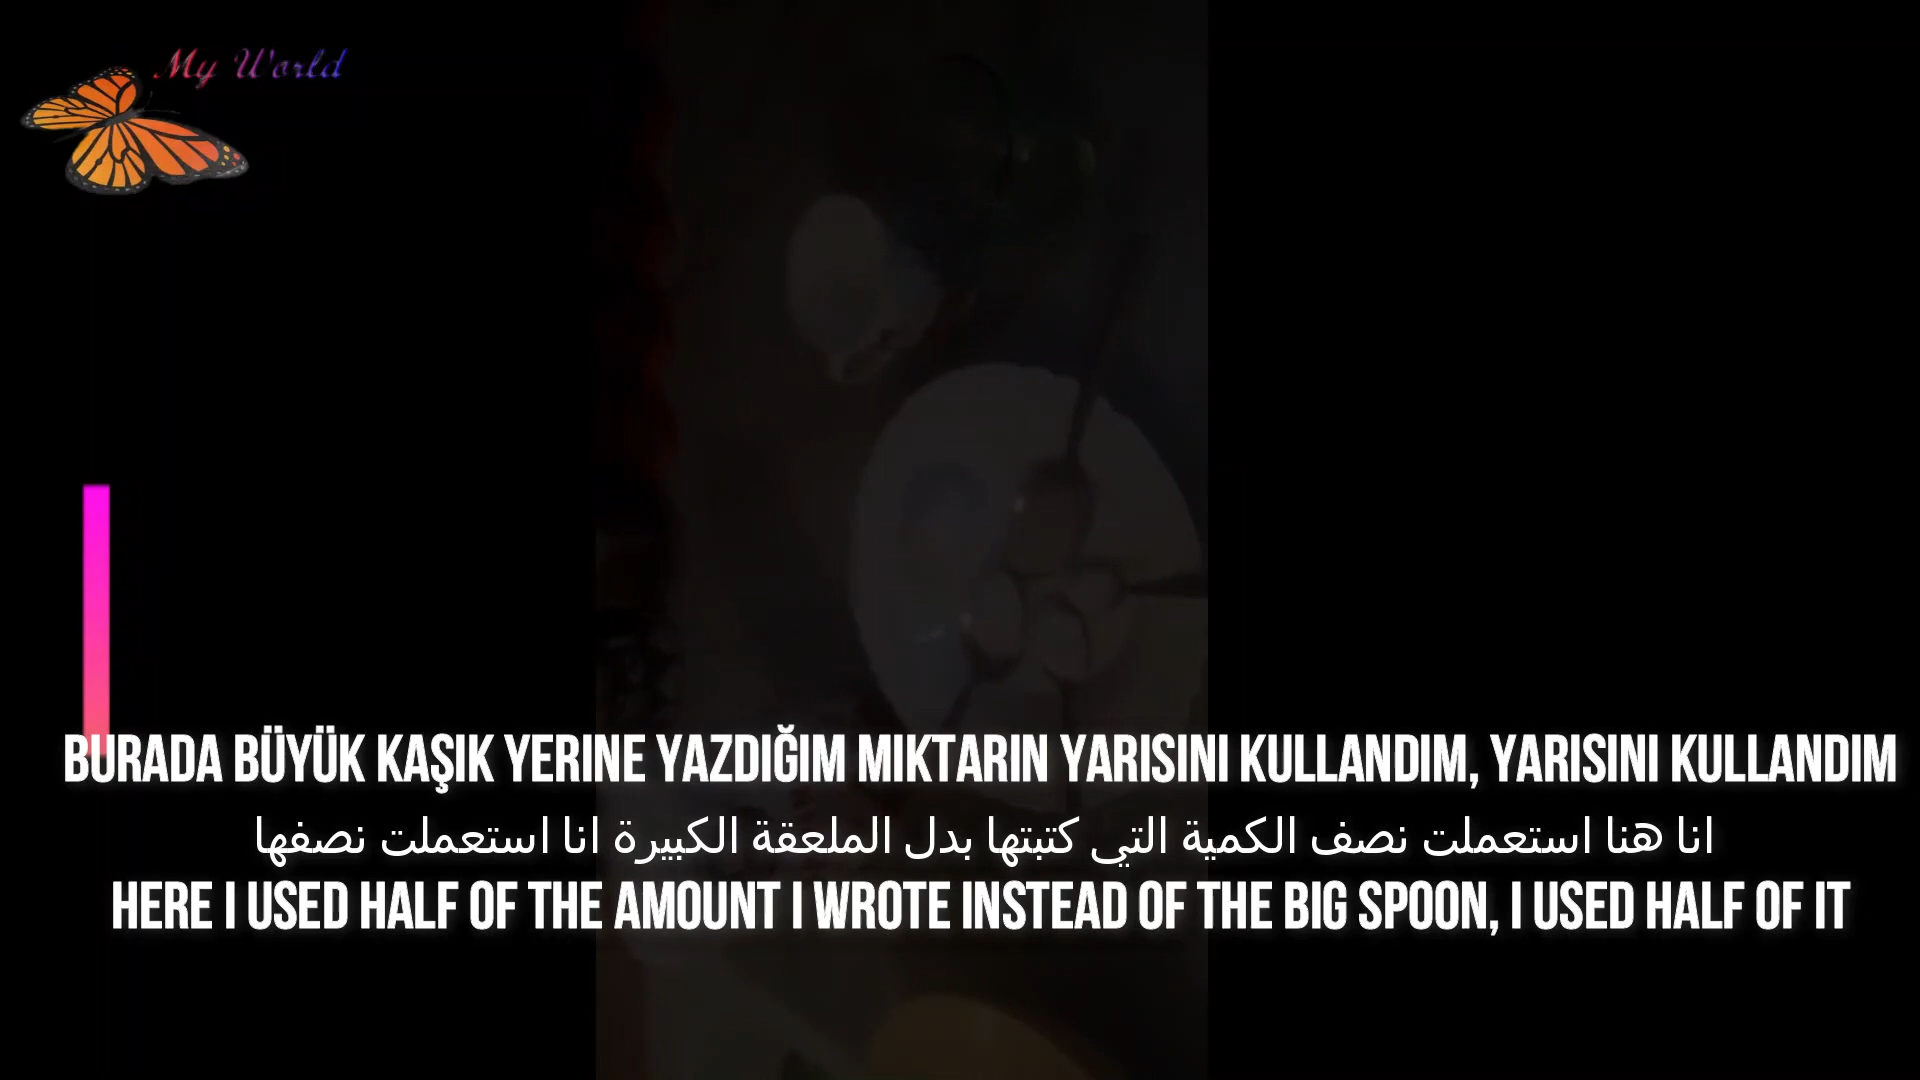 My World
BURADA BÜYÜK KAŞIK YERINE YAZDIĞIM MIKTARIN YARISINI KULLANDIM, YARISINI KULLANDIM
انا هنا استعملت نصف الكمية التي كتبتها بدل الملعقة الكبيرة انا استعملت نصفها
HERE I USED HALF OF THE AMOUNT I WROTE INSTEAD OF THE BIG SPOON, I USED HALF OF IT